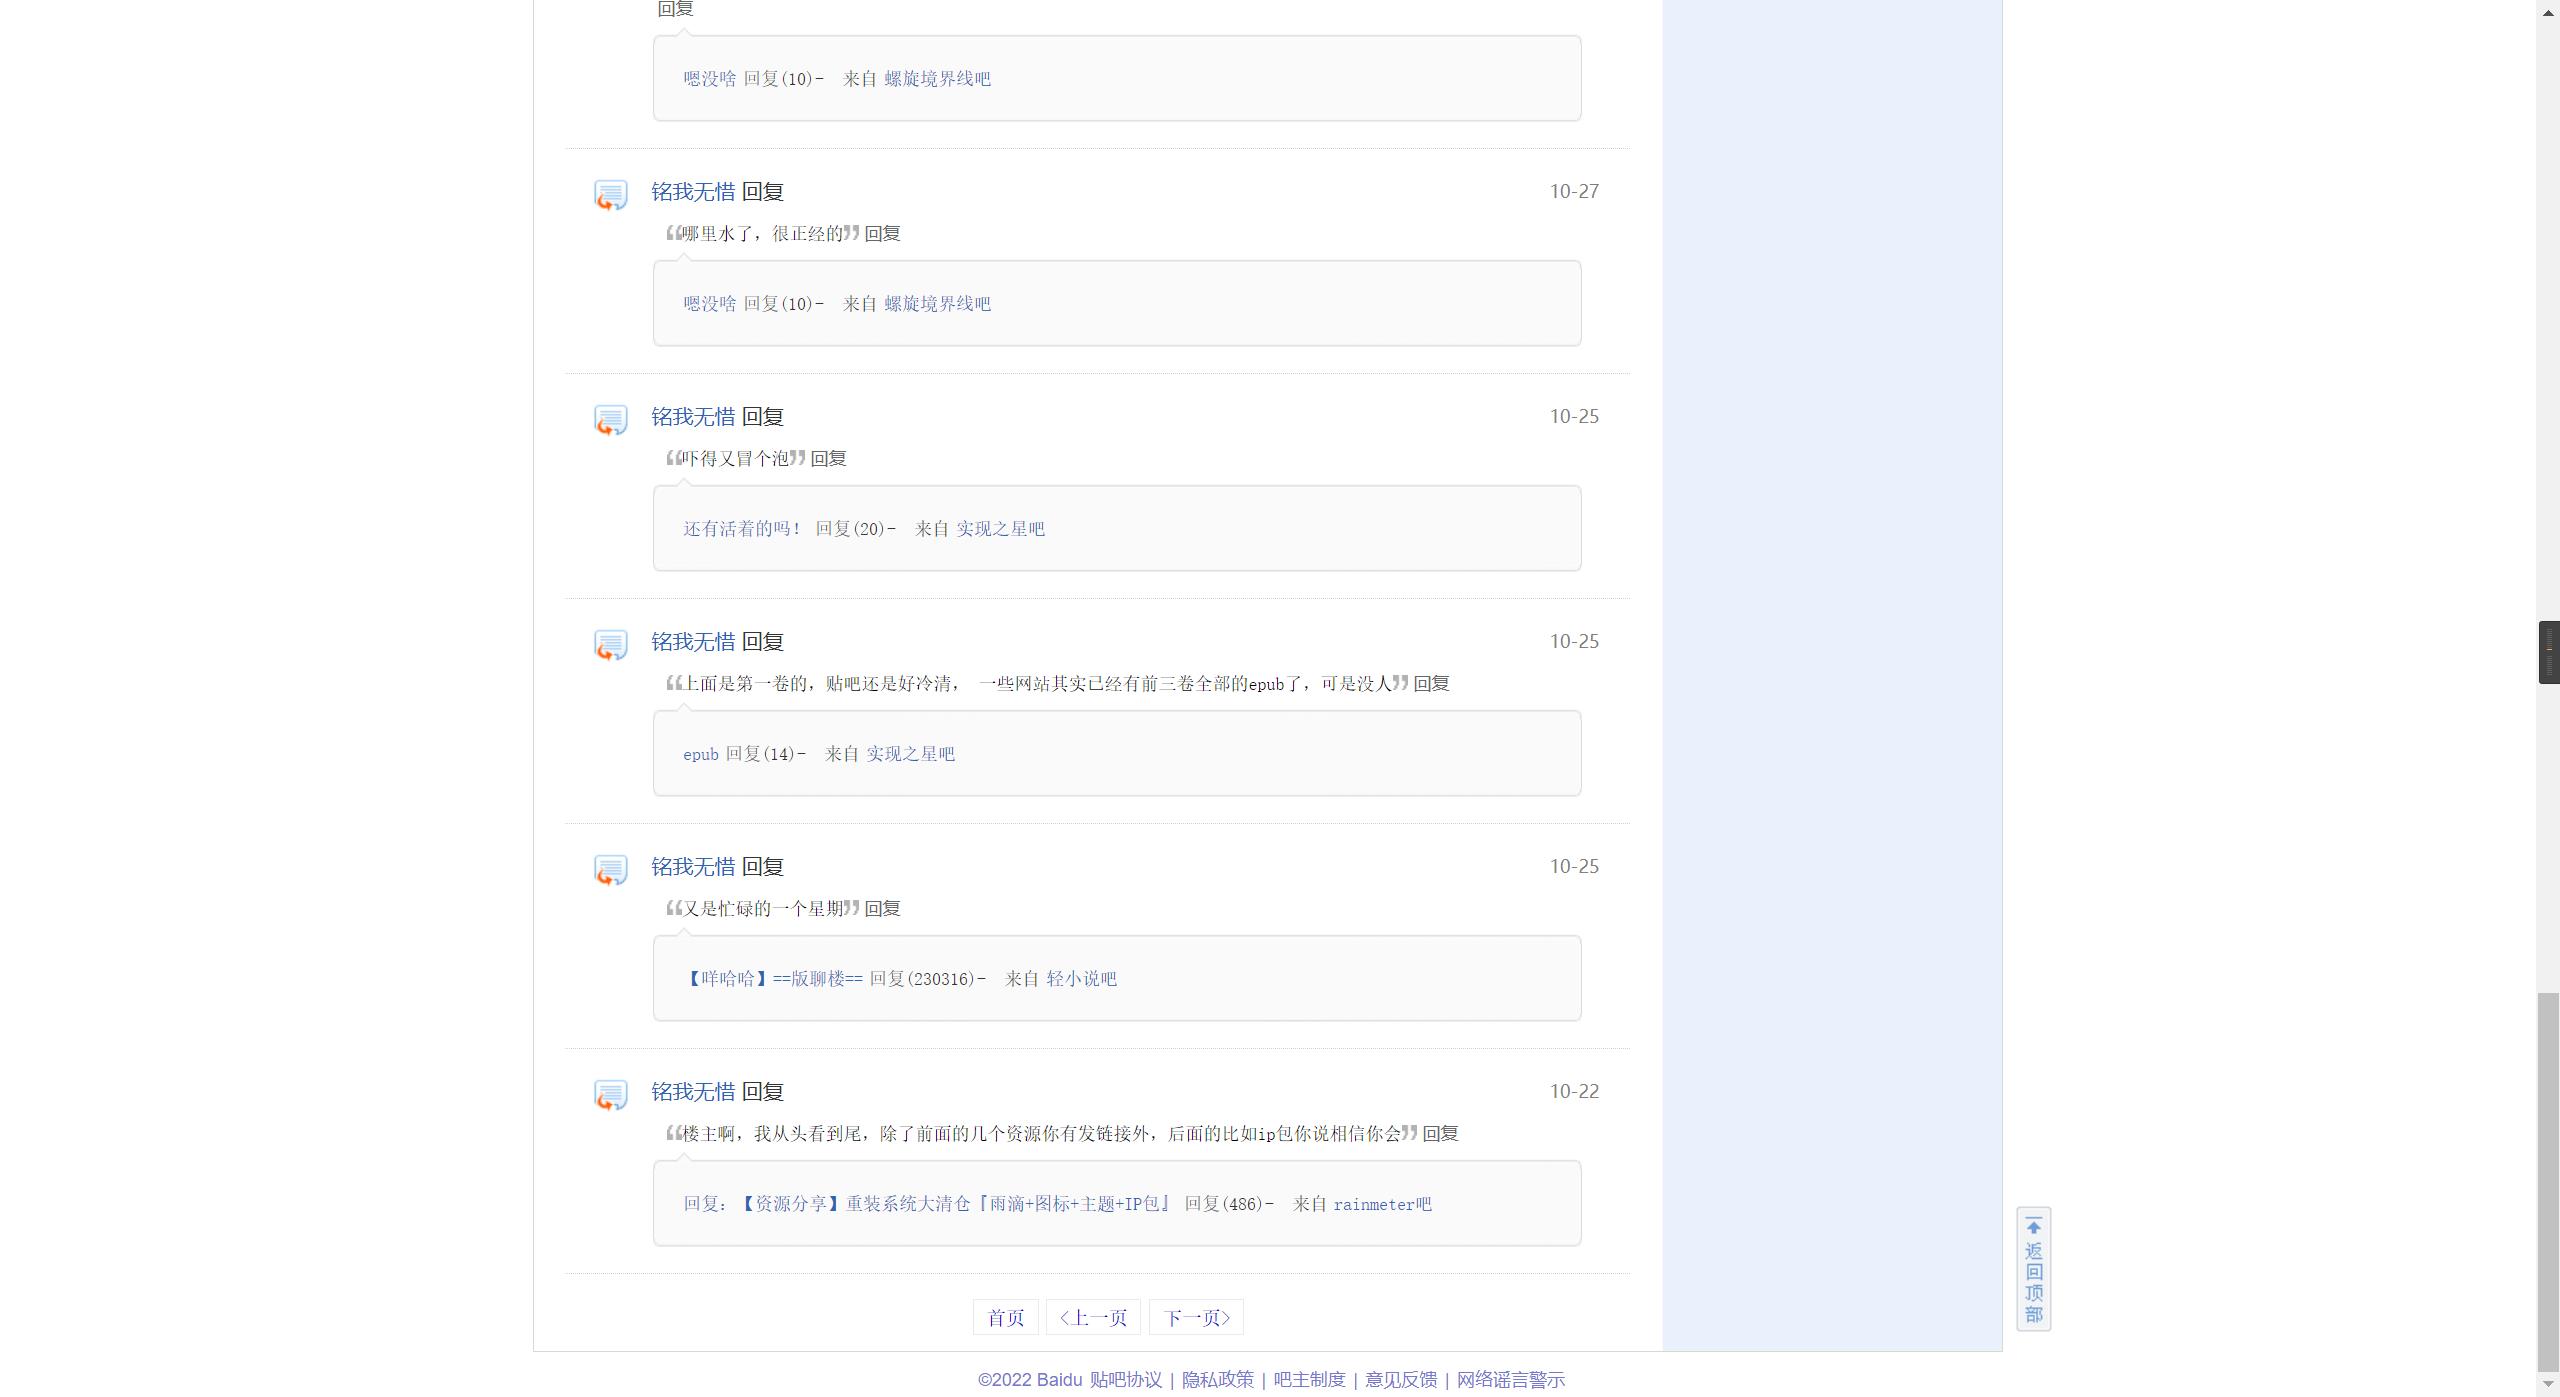 回复
嗯没啥 回复(10)- 来自 螺旋境界线吧
铭我无惜 回复 10-27
“哪里水了，很正经的” 回复
嗯没啥 回复(10)- 来自 螺旋境界线吧
铭我无惜 回复 10-25
“吓得又冒个泡” 回复
还有活着的吗！ 回复(20)- 来自 实现之星吧
铭我无惜 回复 10-25
“上面是第一卷的，贴吧还是好冷清， 一些网站其实已经有前三卷全部的epub了，可是没人” 回复
epub 回复(14)- 来自 实现之星吧
铭我无惜 回复 10-25
“又是忙碌的一个星期” 回复
【咩哈哈】==版聊楼== 回复(230316)- 来自 轻小说吧
铭我无惜 回复 10-22
“楼主啊，我从头看到尾，除了前面的几个资源你有发链接外，后面的比如ip包你说相信你会” 回复
回复：【资源分享】重装系统大清仓『雨滴+图标+主题+IP包』 回复(486)- 来自 rainmeter吧
返回顶部
首页 <上一页 下一页>
©2022 Baidu 贴吧协议 | 隐私政策 | 吧主制度 | 意见反馈 | 网络谣言警示